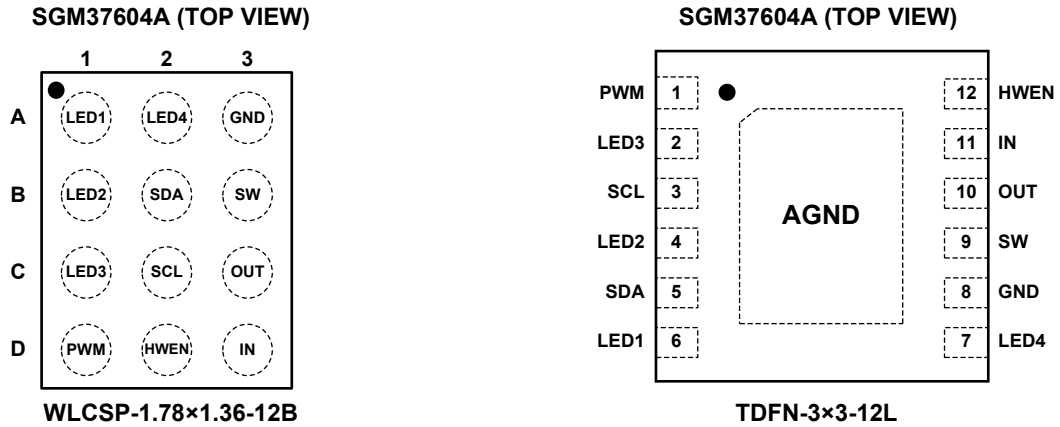 SGM37604A (TOP VIEW)
1 2 3
A LED1 LED4 GND
B LED2 SDA SW
C LED3 SCL OUT
D PWM HWEN IN
WLCSP-1.78×1.36-12B
SGM37604A (TOP VIEW)
PWM 1 12 HWEN
LED3 2 11 IN
SCL 3 10 OUT
AGND
LED2 4 9 SW
SDA 5 8 GND
LED1 6 7 LED4
TDFN-3×3-12L